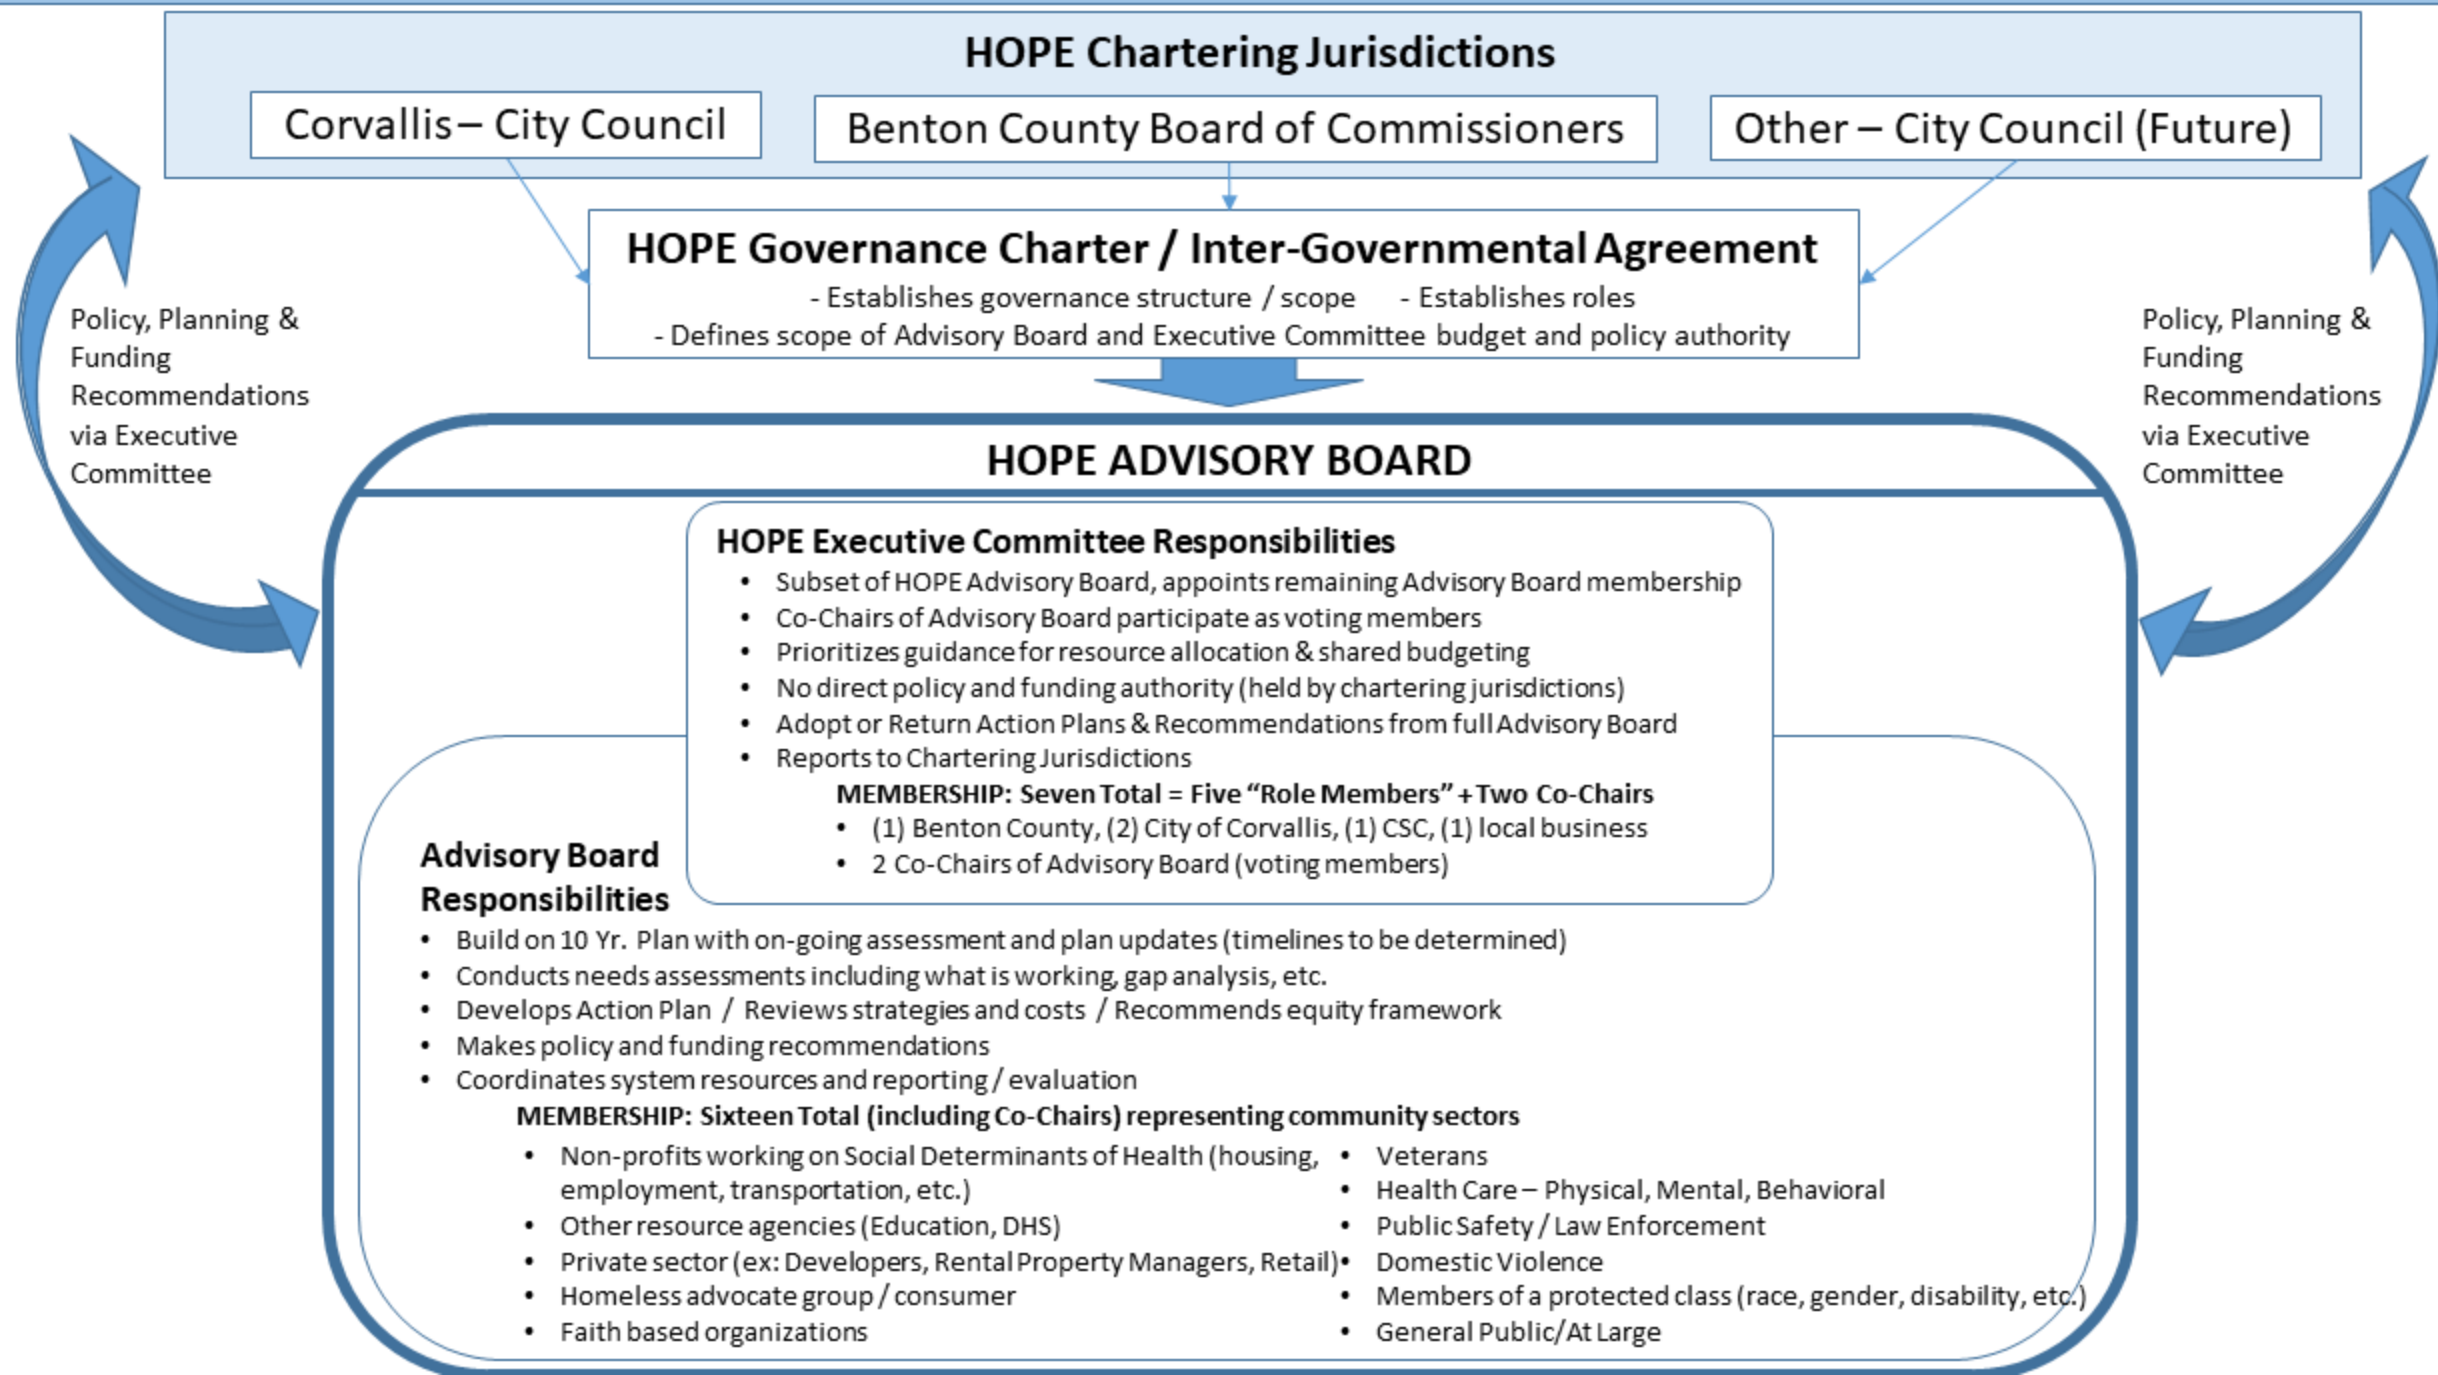 HOPE Chartering Jurisdictions
Corvallis – City Council
Benton County Board of Commissioners
Other – City Council (Future)
HOPE Governance Charter / Inter-Governmental Agreement
- Establishes governance structure / scope - Establishes roles
- Defines scope of Advisory Board and Executive Committee budget and policy authority
Policy, Planning &
Funding
Recommendations
via Executive
Committee
Policy, Planning &
Funding
Recommendations
via Executive
Committee
HOPE ADVISORY BOARD
HOPE Executive Committee Responsibilities
• Subset of HOPE Advisory Board, appoints remaining Advisory Board membership
• Co-Chairs of Advisory Board participate as voting members
• Prioritizes guidance for resource allocation & shared budgeting
• No direct policy and funding authority (held by chartering jurisdictions)
• Adopt or Return Action Plans & Recommendations from full Advisory Board
• Reports to Chartering Jurisdictions
MEMBERSHIP: Seven Total = Five “Role Members” + Two Co-Chairs
• (1) Benton County, (2) City of Corvallis, (1) CSC, (1) local business
• 2 Co-Chairs of Advisory Board (voting members)
Advisory Board
Responsibilities
• Build on 10 Yr. Plan with on-going assessment and plan updates (timelines to be determined)
• Conducts needs assessments including what is working, gap analysis, etc.
• Develops Action Plan / Reviews strategies and costs / Recommends equity framework
• Makes policy and funding recommendations
• Coordinates system resources and reporting / evaluation
MEMBERSHIP: Sixteen Total (including Co-Chairs) representing community sectors
• Non-profits working on Social Determinants of Health (housing,
employment, transportation, etc.)
• Other resource agencies (Education, DHS)
• Private sector (ex: Developers, Rental Property Managers, Retail)
• Homeless advocate group / consumer
• Faith based organizations
• Veterans
• Health Care – Physical, Mental, Behavioral
• Public Safety / Law Enforcement
• Domestic Violence
• Members of a protected class (race, gender, disability, etc.)
• General Public/At Large